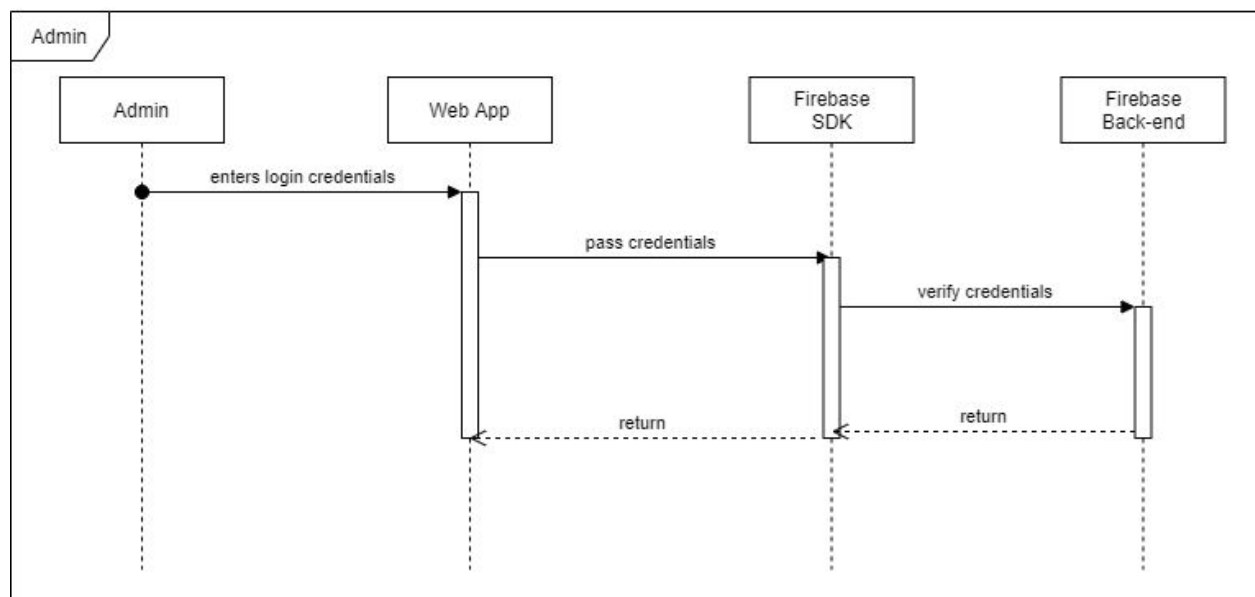 Admin
Admin
Web App
Firebase
SDK
Firebase
Back-end
enters login credentials
pass credentials
verify credentials
return
return